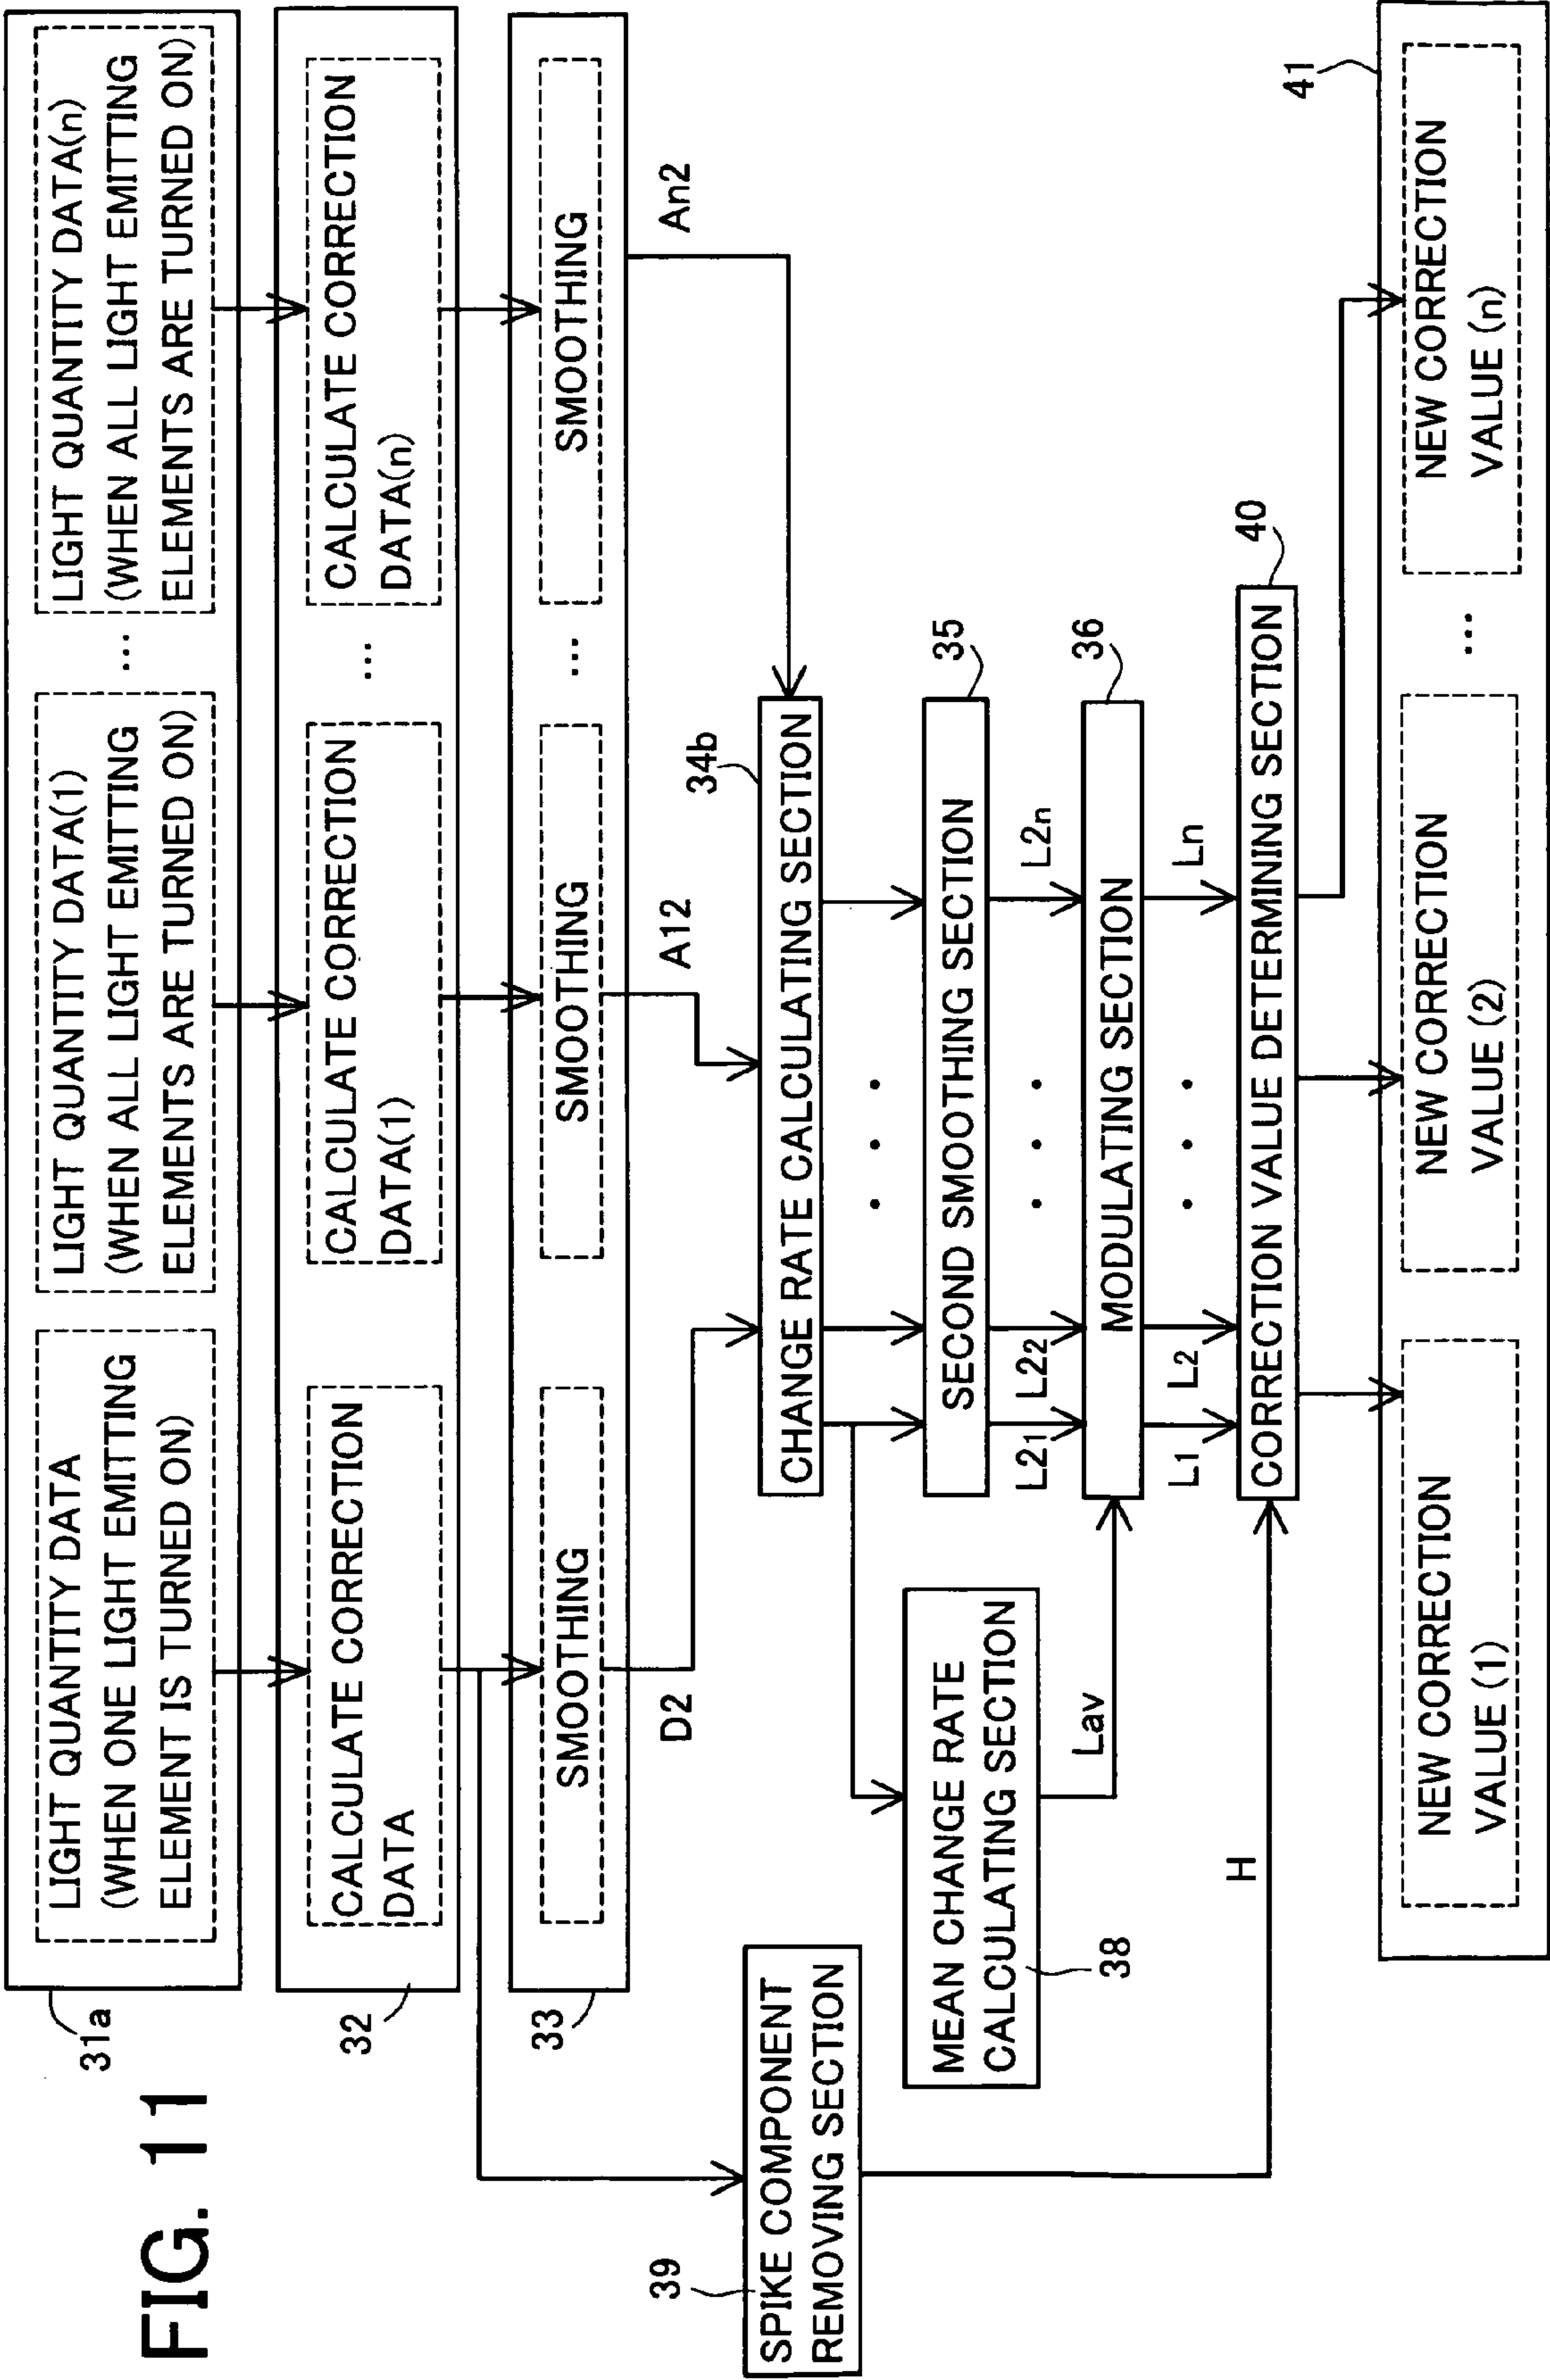 FIG. 11
31a
LIGHT QUANTITY DATA
(WHEN ONE LIGHT EMITTING
ELEMENT IS TURNED ON)
LIGHT QUANTITY DATA(1)
(WHEN ALL LIGHT EMITTING
ELEMENTS ARE TURNED ON)
...
LIGHT QUANTITY DATA(n)
(WHEN ALL LIGHT EMITTING
ELEMENTS ARE TURNED ON)
32
CALCULATE CORRECTION
DATA
CALCULATE CORRECTION
DATA(1)
...
CALCULATE CORRECTION
DATA(n)
33
SMOOTHING
SMOOTHING
...
SMOOTHING
D2
A12
An2
39
SPIKE COMPONENT
REMOVING SECTION
34b
CHANGE RATE CALCULATING SECTION
. . .
MEAN CHANGE RATE
CALCULATING SECTION
38
35
SECOND SMOOTHING SECTION
L21
L22
. . .
L2n
Lav
36
MODULATING SECTION
L1
L2
. . .
Ln
H
40
CORRECTION VALUE DETERMINING SECTION
41
NEW CORRECTION
VALUE (1)
NEW CORRECTION
VALUE (2)
...
NEW CORRECTION
VALUE (n)